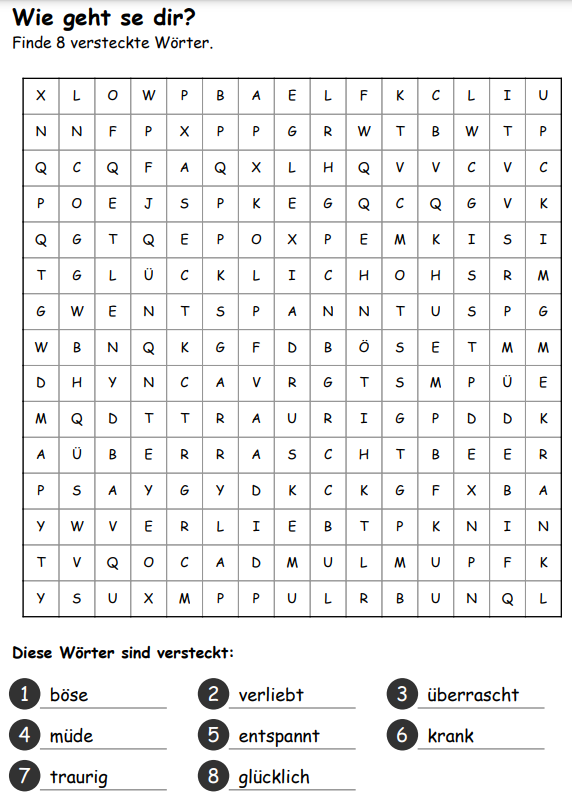 Wie geht se dir?
Finde 8 versteckte Wörter.
X L O W P B A E L F K C L I U
N N F P X P P G R W T B W T P
Q C Q F A Q X L H Q V V C V C
P O E J S P K E G Q C Q G V K
Q G T Q E P O X P E M K I S I
T G L Ü C K L I C H O H S R M
G W E N T S P A N N T U S P G
W B N Q K G F D B Ö S E T M M
D H Y N C A V R G T S M P Ü E
M Q D T T R A U R I G P D D K
A Ü B E R R A S C H T B E E R
P S A Y G Y D K C K G F X B A
Y W V E R L I E B T P K N I N
T V Q O C A D M U L M U P F K
Y S U X M P P U L R B U N Q L
Diese Wörter sind versteckt:
1 böse 2 verliebt 3 überrascht
4 müde 5 entspannt 6 krank
7 traurig 8 glücklich